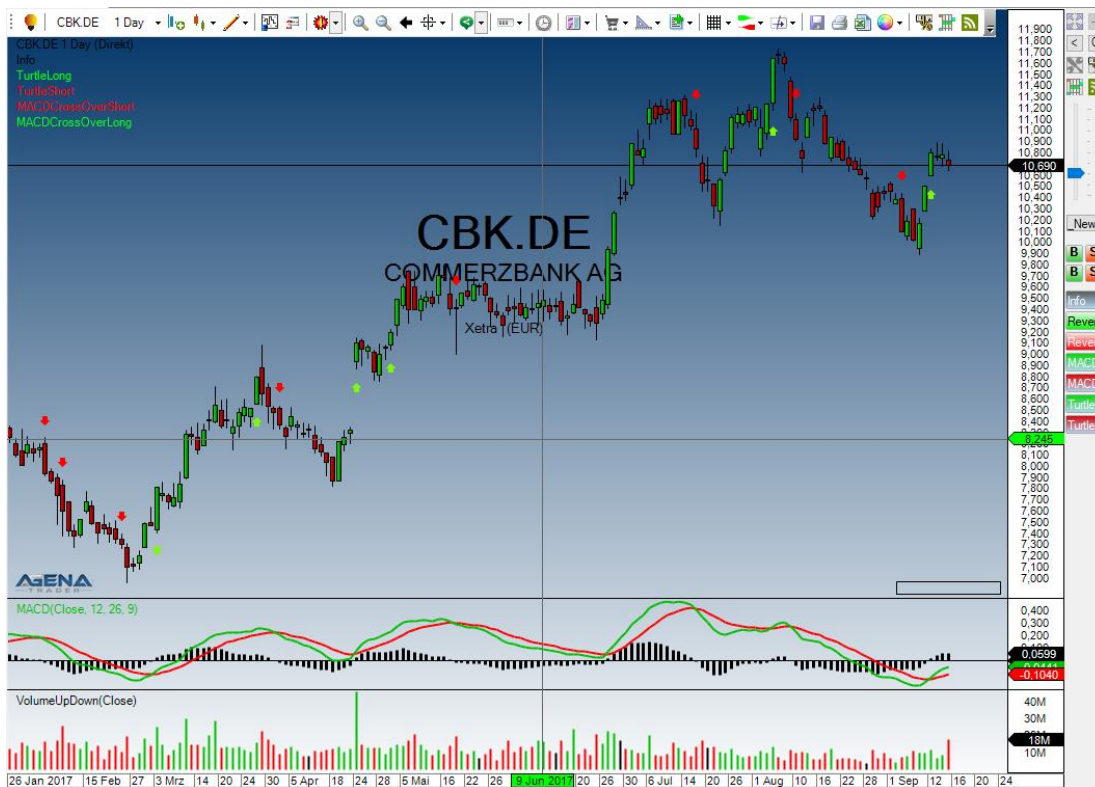 CBK.DE 1 Day
CBK.DE 1 Day (Direkt)
Info
TurtleLong
TurtleShort
MACDCrossOverShort
MACDCrossOverLong
CBK.DE
COMMERZBANK AG
Xetra (EUR)
AGENA
TRADER
11,900
11,800
11,700
11,600
11,500
11,400
11,300
11,200
11,100
11,000
10,900
10,800
10,690
10,600
10,500
10,400
10,300
10,200
10,100
10,000
9,900
9,800
9,700
9,600
9,500
9,400
9,300
9,200
9,100
9,000
8,900
8,800
8,700
8,600
8,500
8,400
8,245
8,100
8,000
7,900
7,800
7,700
7,600
7,500
7,400
7,300
7,200
7,100
7,000
_New
B S
B S
Info
MACD
MACD
Turtle
Turtle
MACD(Close, 12, 26, 9)
0,400
0,300
0,200
0,0599
-0,1040
VolumeUpDown(Close)
40M
30M
18M
10M
26 Jan 2017 15 Feb 27 3 Mrz 14 20 24 30 5 Apr 18 24 28 5 Mai 16 22 26 9 Jun 2017 20 26 30 6 Jul 14 20 26 1 Aug 10 16 22 28 1 Sep 12 16 20 24